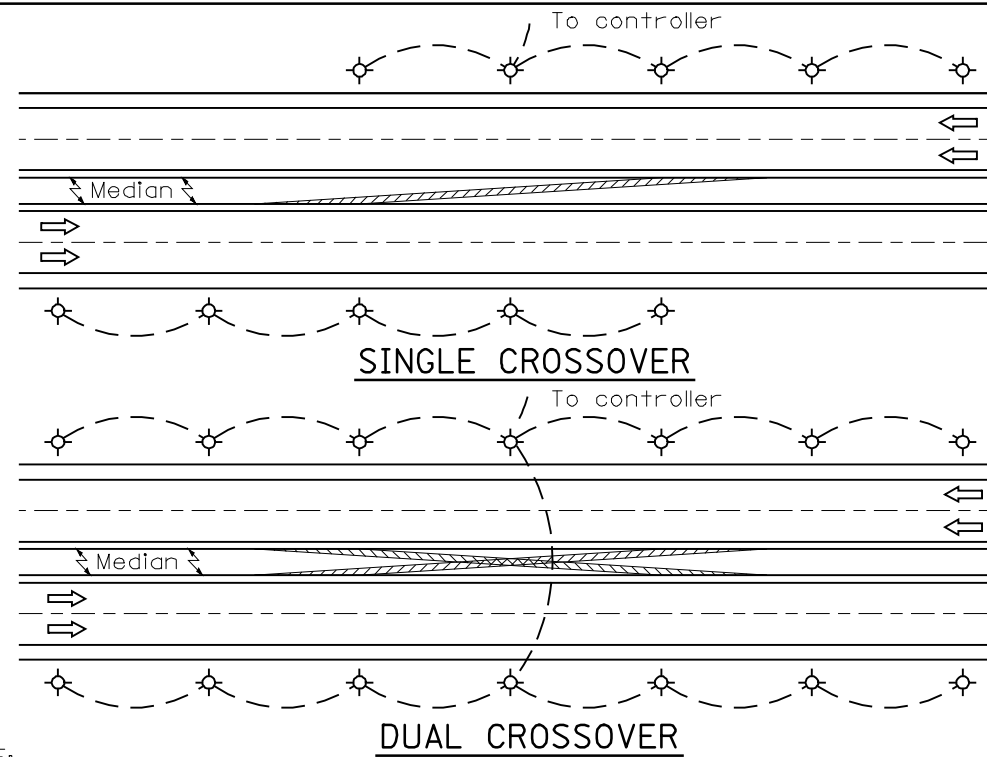 To controller
Median
SINGLE CROSSOVER
To controller
Median
DUAL CROSSOVER